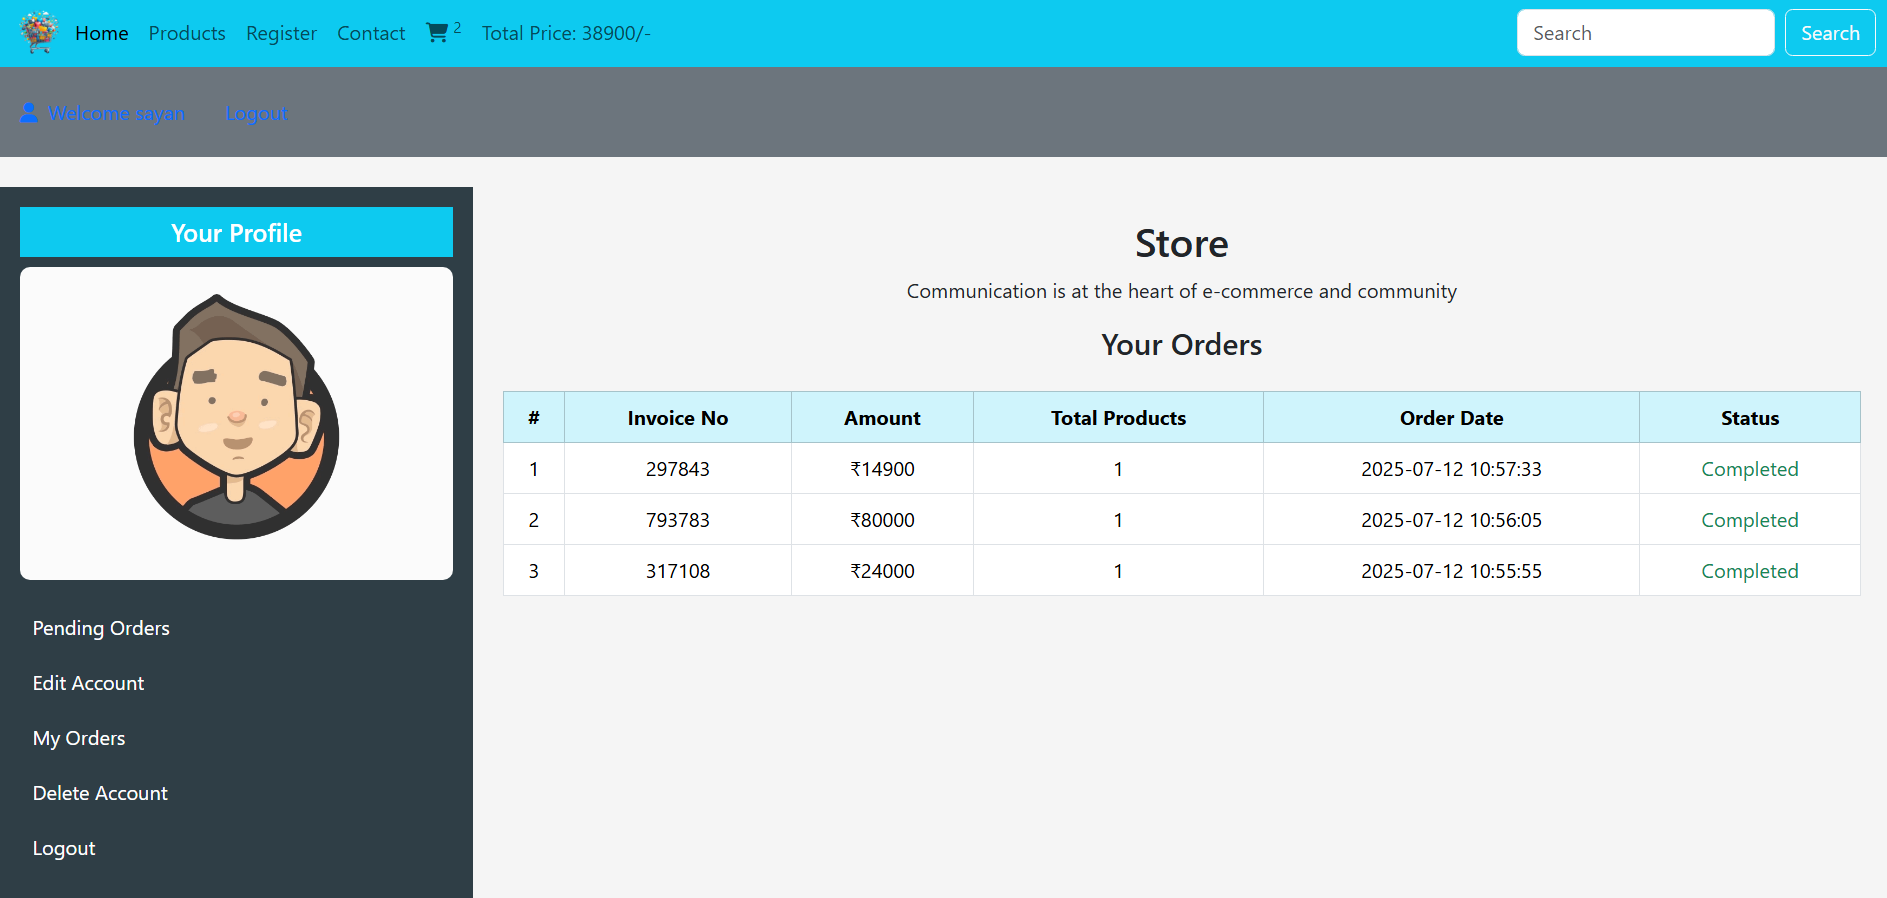 Home Products Register Contact 2 Total Price: 38900/- Search Search
Welcome sayan Logout
Your Profile
Pending Orders
Edit Account
My Orders
Delete Account
Logout
Store
Communication is at the heart of e-commerce and community
Your Orders
# Invoice No Amount Total Products Order Date Status
1 297843 ₹14900 1 2025-07-12 10:57:33 Completed
2 793783 ₹80000 1 2025-07-12 10:56:05 Completed
3 317108 ₹24000 1 2025-07-12 10:55:55 Completed